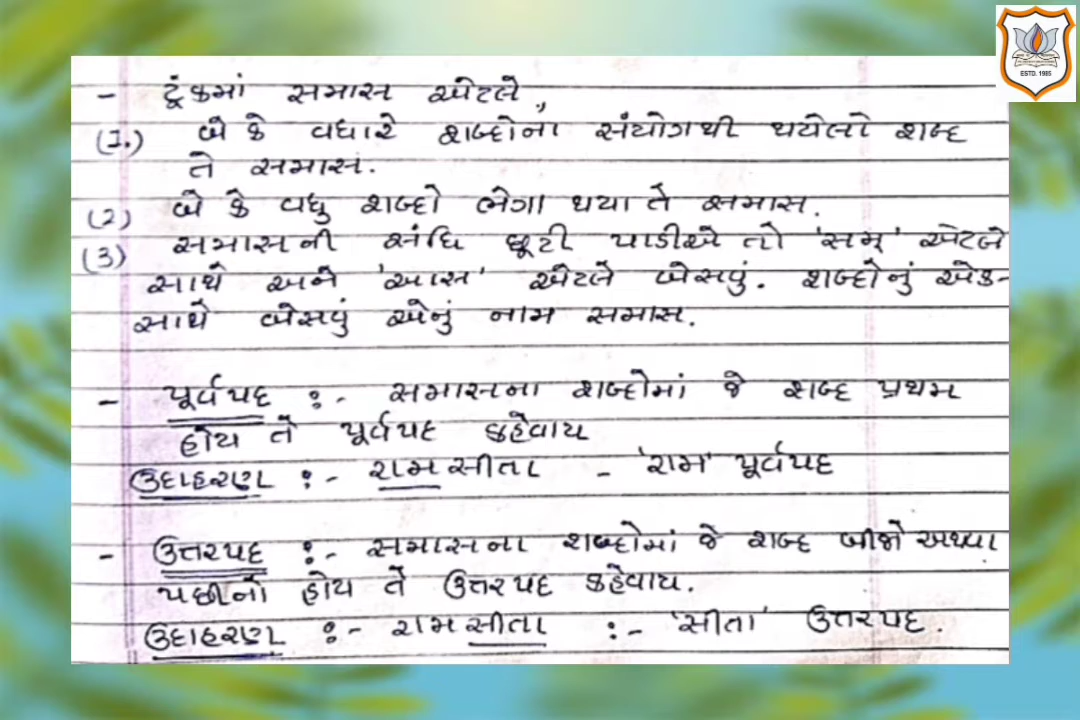 ESTD. 1985
- ટૂંકમાં સમાસ એટલે,
(1.) બે કે વધારે શબ્દોના સંયોગથી થયેલો શબ્દ
તે સમાસ.
(2) બે કે વધુ શબ્દો ભેગા થયા તે સમાસ.
(3) સમાસની સંધિ છૂટી પાડીએ તો 'સમ્' એટલે
સાથે અને 'આસ' એટલે બેસવું. શબ્દોનું એક-
સાથે બેસવું એનું નામ સમાસ.
- પૂર્વપદ :- સમાસના શબ્દોમાં જે શબ્દ પ્રથમ
હોય તે પૂર્વપદ કહેવાય
ઉદાહરણ :- રામસીતા - 'રામ' પૂર્વપદ
- ઉત્તરપદ :- સમાસના શબ્દોમાં જે શબ્દ બીજો અથવા
પછીનો હોય તે ઉત્તરપદ કહેવાય.
ઉદાહરણ :- રામસીતા :- 'સીતા' ઉત્તરપદ.